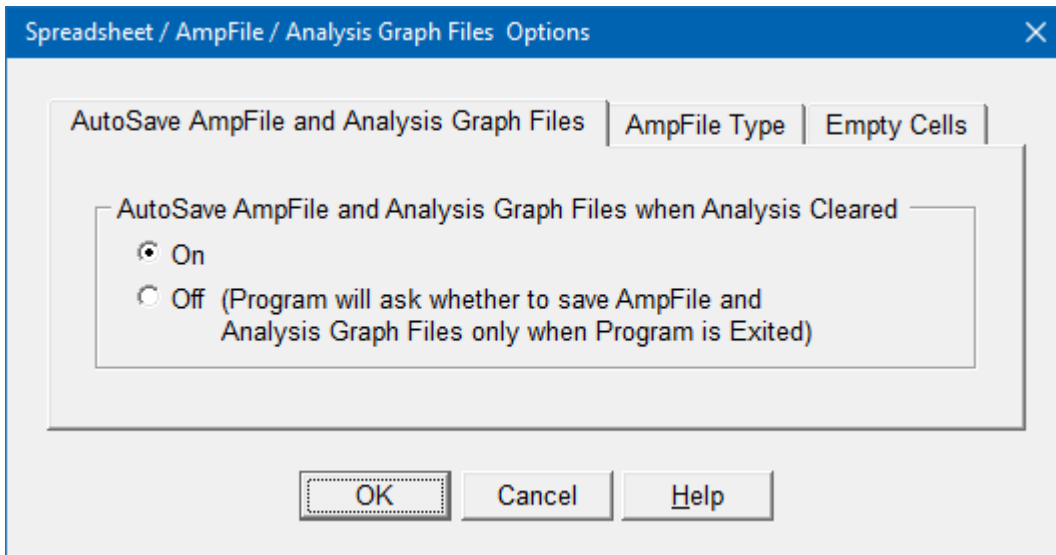 Spreadsheet / AmpFile / Analysis Graph Files  Options
AutoSave AmpFile and Analysis Graph Files
AmpFile Type
Empty Cells
AutoSave AmpFile and Analysis Graph Files when Analysis Cleared
On
Off  (Program will ask whether to save AmpFile and
Analysis Graph Files only when Program is Exited)
OK
Cancel
Help